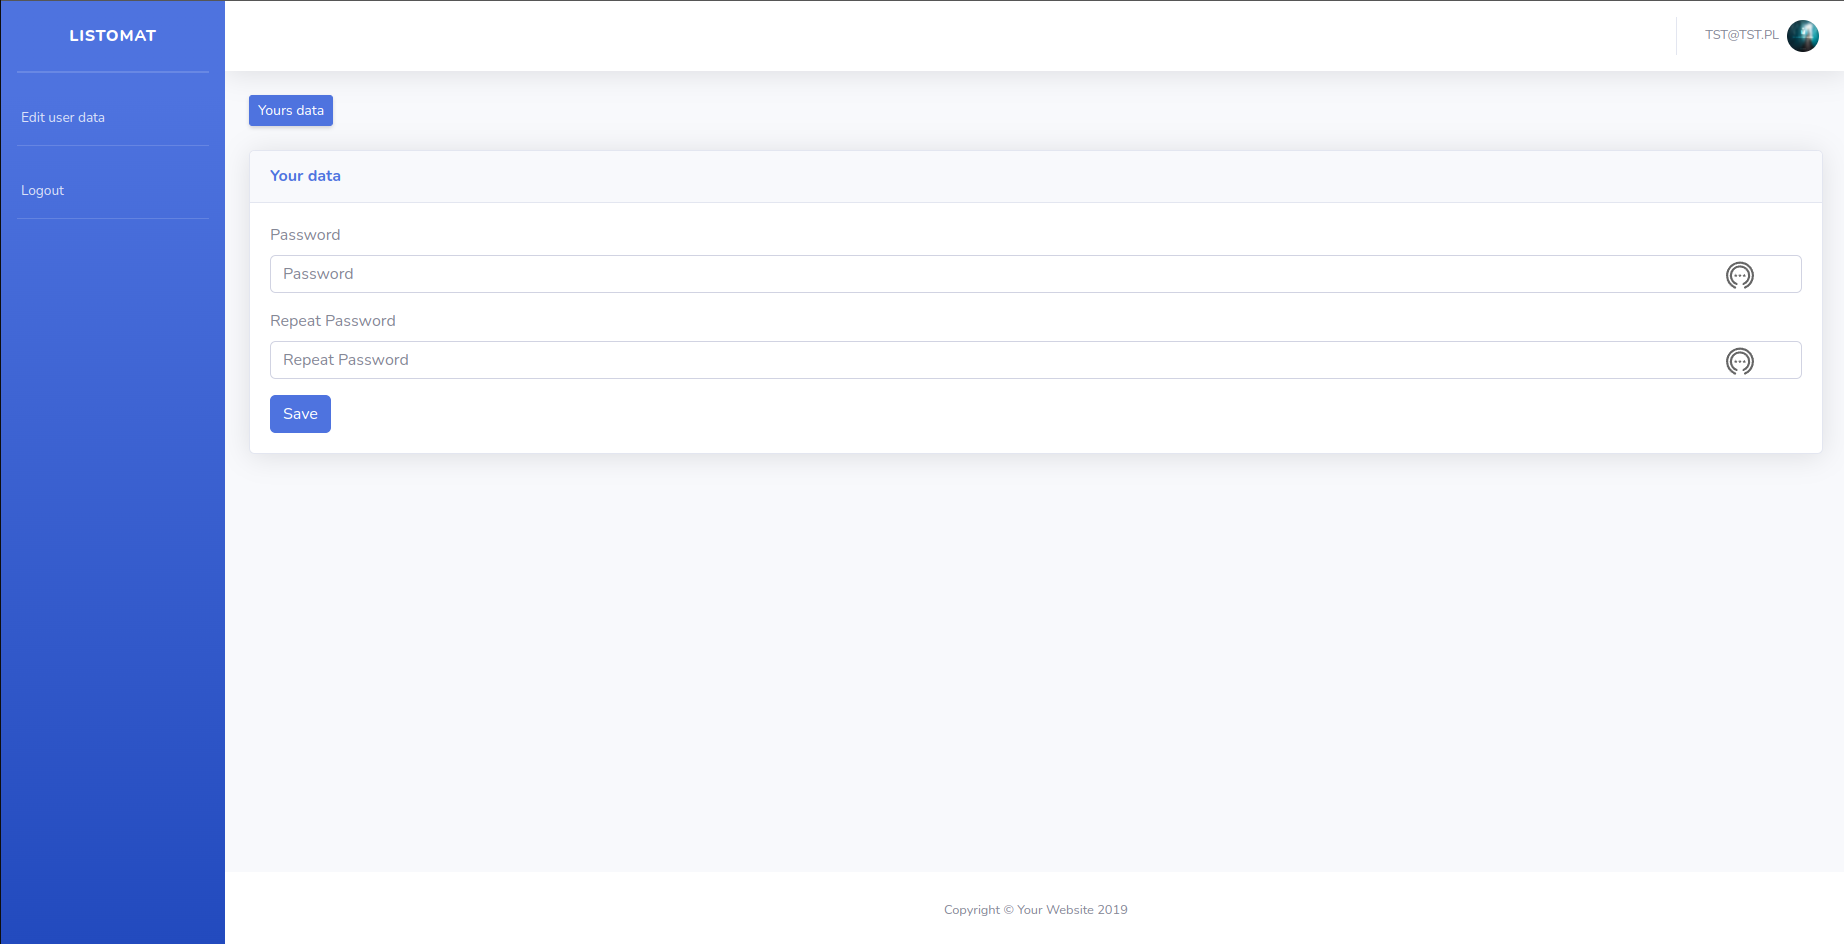 LISTOMAT
Edit user data
Logout
TST@TST.PL
Yours data
Your data
Password
Password
Repeat Password
Repeat Password
Save
Copyright © Your Website 2019